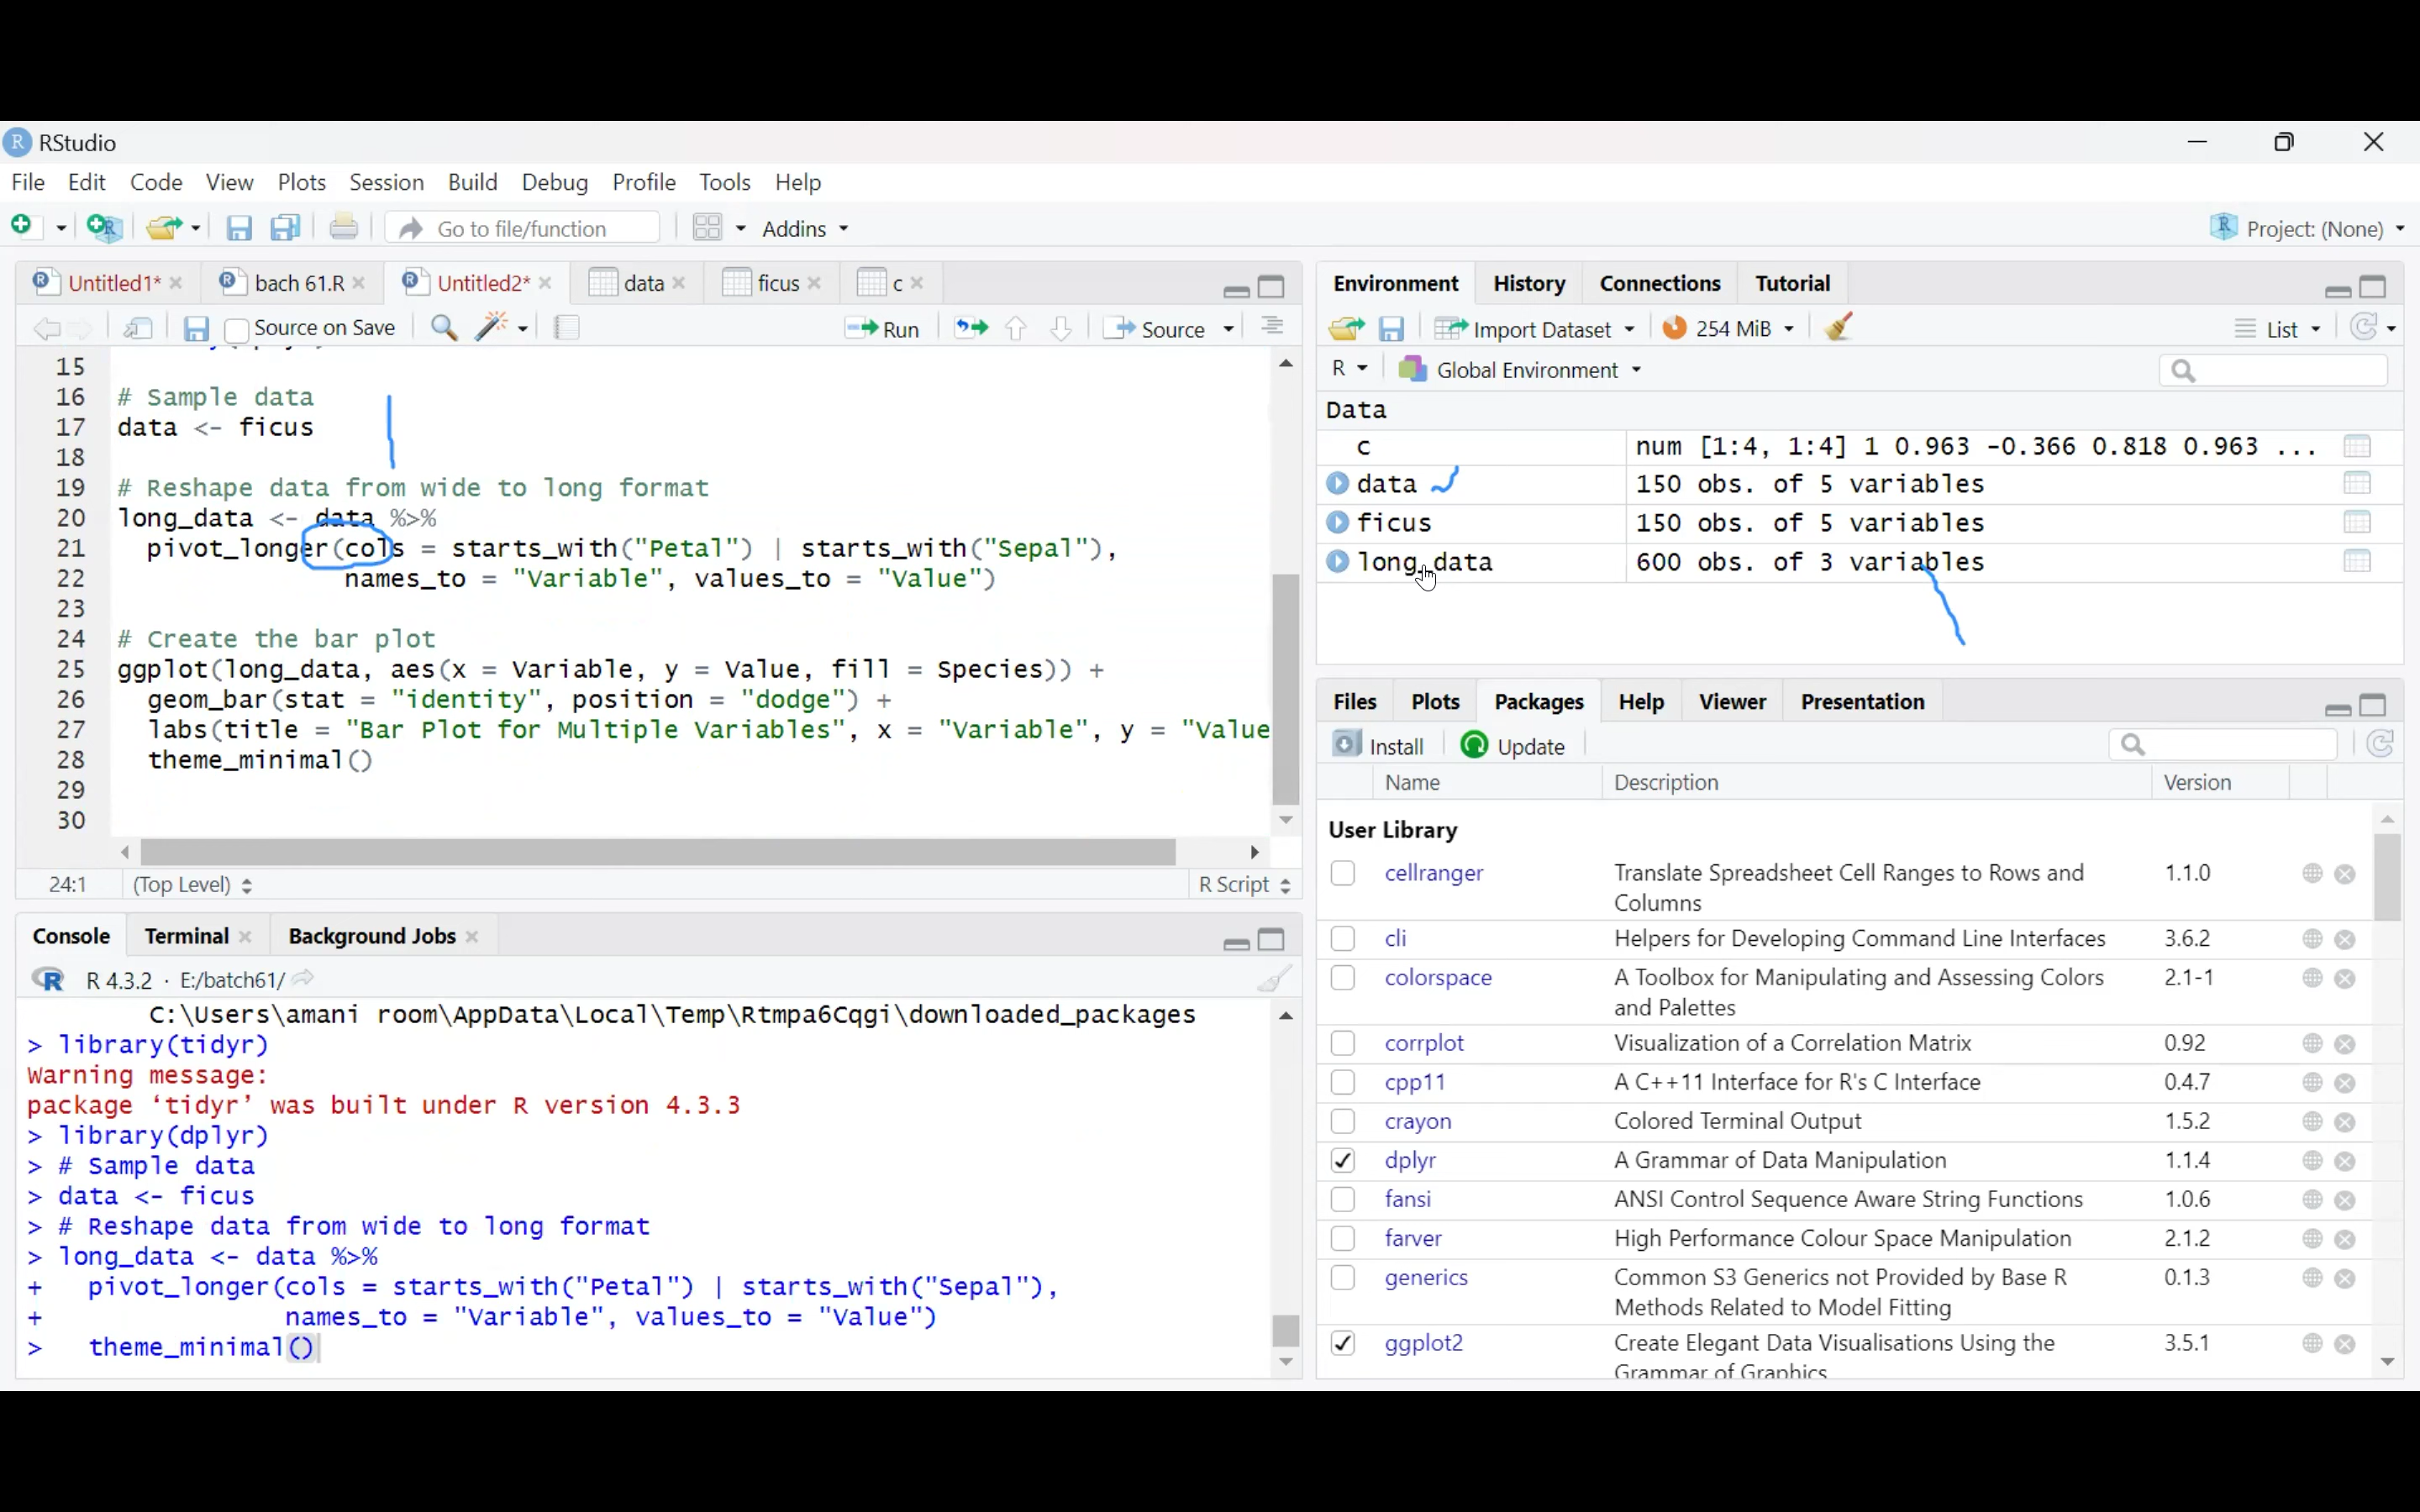 RStudio
File Edit Code View Plots Session Build Debug Profile Tools Help
Go to file/function Addins Project: (None)
Untitled1* bach 61.R Untitled2* data ficus c
Source on Save Run Source
15
16 # Sample data
17 data <- ficus
18
19 # Reshape data from wide to long format
20 long_data <- data %>%
21 pivot_longer(cols = starts_with("Petal") | starts_with("Sepal"),
22 names_to = "Variable", values_to = "Value")
23
24 # Create the bar plot
25 ggplot(long_data, aes(x = Variable, y = Value, fill = Species)) +
26 geom_bar(stat = "identity", position = "dodge") +
27 labs(title = "Bar Plot for Multiple Variables", x = "Variable", y = "Value
28 theme_minimal()
29
30
24:1 (Top Level) R Script
Console Terminal Background Jobs
R 4.3.2 · E:/batch61/
C:\Users\amani room\AppData\Local\Temp\Rtmpa6Cqgi\downloaded_packages
> library(tidyr)
Warning message:
package ‘tidyr’ was built under R version 4.3.3
> library(dplyr)
> # Sample data
> data <- ficus
> # Reshape data from wide to long format
> long_data <- data %>%
+ pivot_longer(cols = starts_with("Petal") | starts_with("Sepal"),
+ names_to = "Variable", values_to = "Value")
> theme_minimal()
Environment History Connections Tutorial
Import Dataset 254 MiB List
R Global Environment
Data
c num [1:4, 1:4] 1 0.963 -0.366 0.818 0.963 ...
data 150 obs. of 5 variables
ficus 150 obs. of 5 variables
long_data 600 obs. of 3 variables
Files Plots Packages Help Viewer Presentation
Install Update
Name Description Version
User Library
cellranger Translate Spreadsheet Cell Ranges to Rows and 1.1.0
Columns
cli Helpers for Developing Command Line Interfaces 3.6.2
colorspace A Toolbox for Manipulating and Assessing Colors 2.1-1
and Palettes
corrplot Visualization of a Correlation Matrix 0.92
cpp11 A C++11 Interface for R's C Interface 0.4.7
crayon Colored Terminal Output 1.5.2
dplyr A Grammar of Data Manipulation 1.1.4
fansi ANSI Control Sequence Aware String Functions 1.0.6
farver High Performance Colour Space Manipulation 2.1.2
generics Common S3 Generics not Provided by Base R 0.1.3
Methods Related to Model Fitting
ggplot2 Create Elegant Data Visualisations Using the 3.5.1
Grammar of Graphics